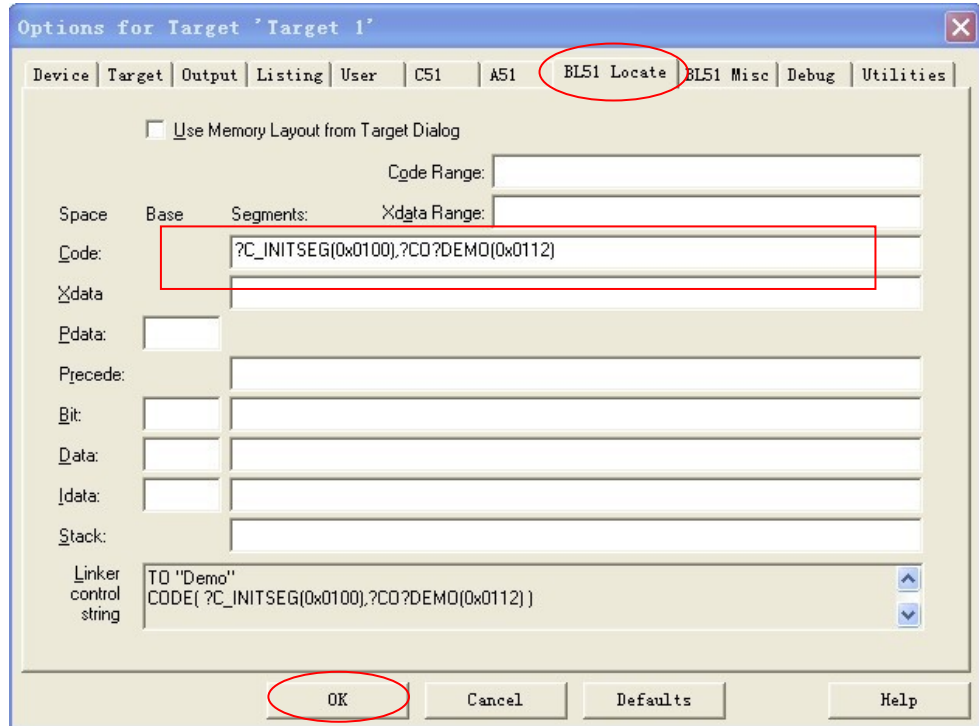 Options for Target 'Target 1'
Device Target Output Listing User C51 A51 BL51 Locate BL51 Misc Debug Utilities
Use Memory Layout from Target Dialog
Code Range:
Space Base Segments: Xdata Range:
Code: ?C_INITSEG(0x0100),?CO?DEMO(0x0112)
Xdata
Pdata:
Precede:
Bit:
Data:
Idata:
Stack:
Linker control string
TO "Demo"
CODE( ?C_INITSEG(0x0100),?CO?DEMO(0x0112) )
OK Cancel Defaults Help